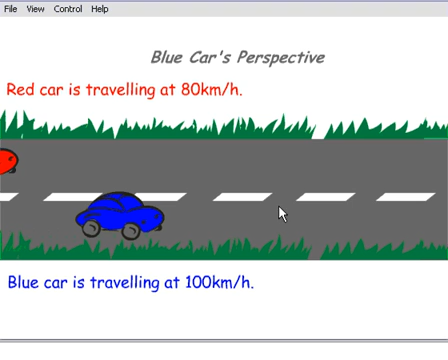 File View Control Help
Blue Car's Perspective
Red car is travelling at 80km/h.
Blue car is travelling at 100km/h.